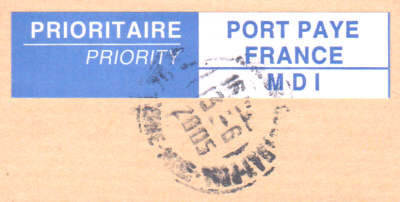 PRIORITAIRE
PRIORITY
PORT PAYE
FRANCE
M D I
2005